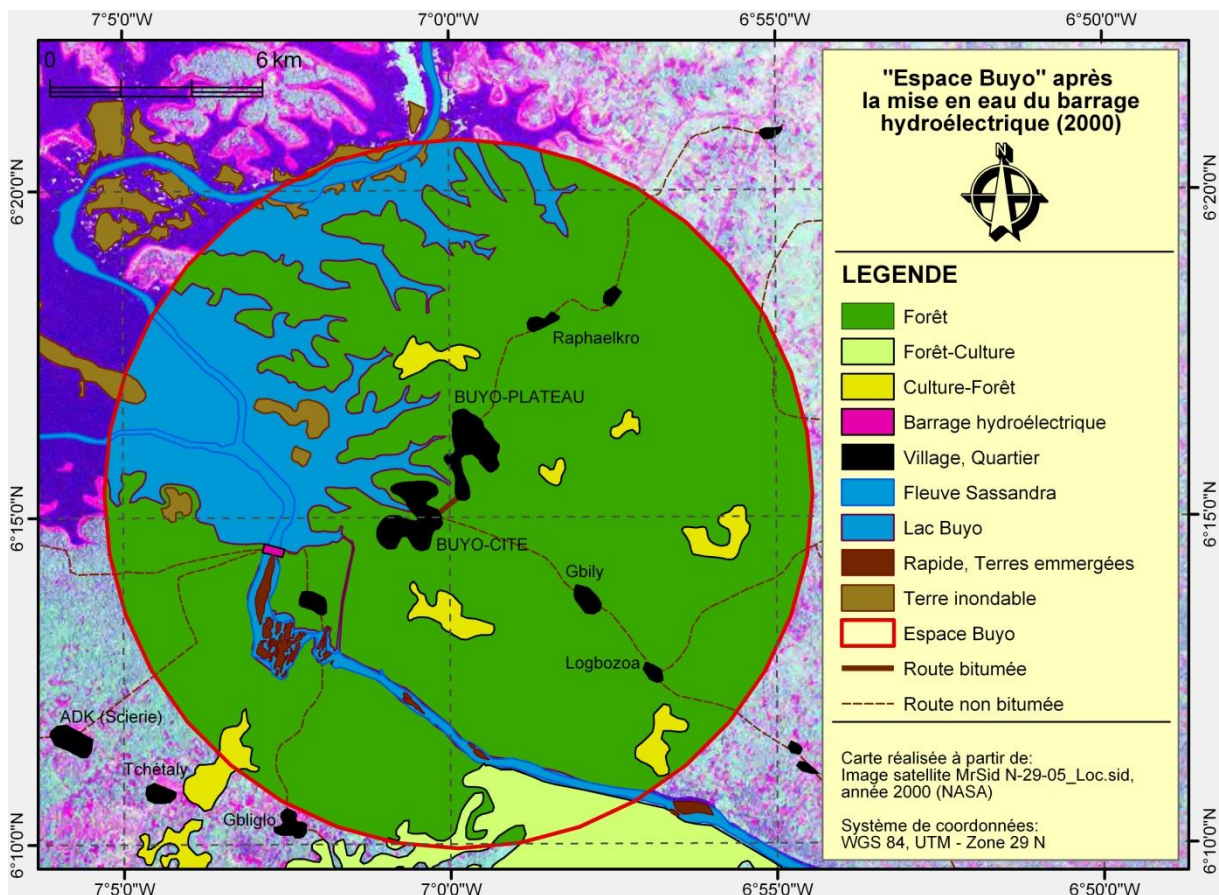 7°5'0"W
7°0'0"W
6°55'0"W
6°50'0"W
0
6 km
6°20'0"N
6°20'0"N
6°15'0"N
6°15'0"N
6°10'0"N
6°10'0"N
Raphaelkro
BUYO-PLATEAU
BUYO-CITE
Gbily
Logbozoa
ADK (Scierie)
Tchétaly
Gbliglo
7°5'0"W
7°0'0"W
6°55'0"W
6°50'0"W
"Espace Buyo" après
la mise en eau du barrage
hydroélectrique (2000)
N
LEGENDE
Forêt
Forêt-Culture
Culture-Forêt
Barrage hydroélectrique
Village, Quartier
Fleuve Sassandra
Lac Buyo
Rapide, Terres emmergées
Terre inondable
Espace Buyo
Route bitumée
Route non bitumée
Carte réalisée à partir de:
Image satellite MrSid N-29-05_Loc.sid,
année 2000 (NASA)
Système de coordonnées:
WGS 84, UTM - Zone 29 N